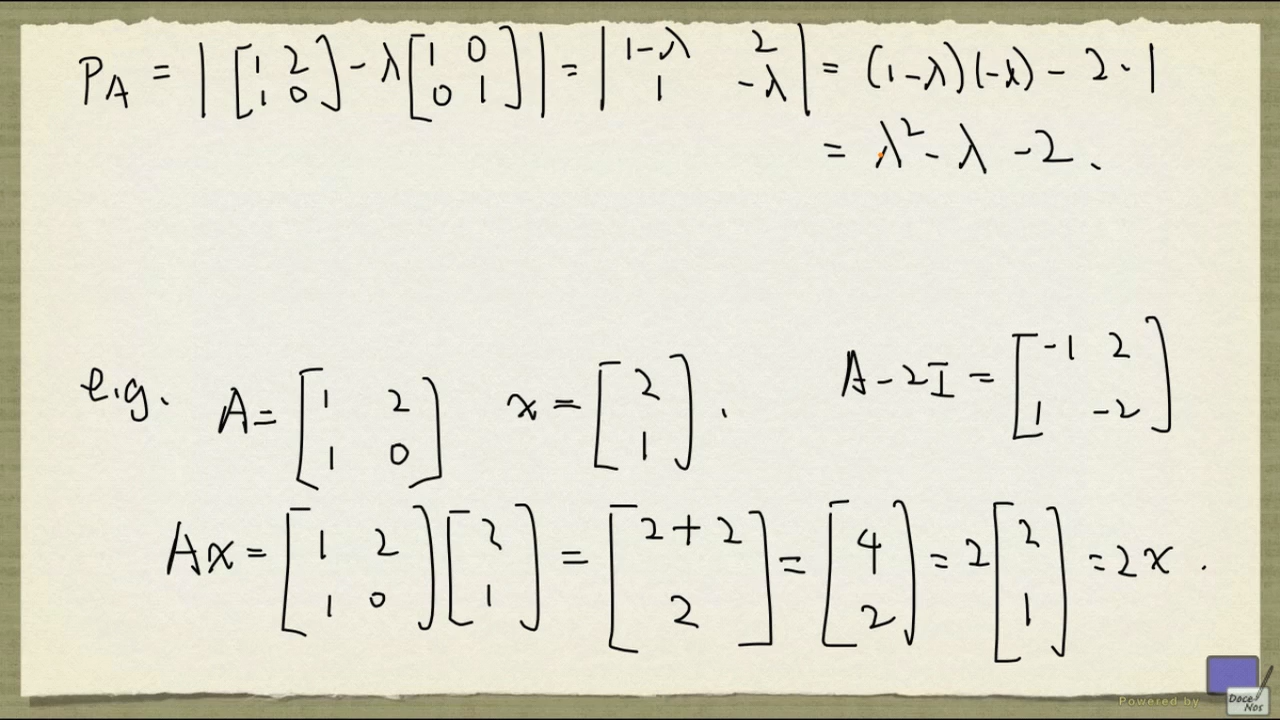 P_A = | [1 2; 1 0] - λ [1 0; 0 1] | = | 1-λ 2; 1 -λ | = (1-λ)(-λ) - 2·1
= λ² - λ - 2.
e.g. A = [1 2; 1 0] x = [2; 1]. A - 2I = [-1 2; 1 -2]
Ax = [1 2; 1 0] [2; 1] = [2+2; 2] = [4; 2] = 2 [2; 1] = 2x.
Powered by
Doce
Nos